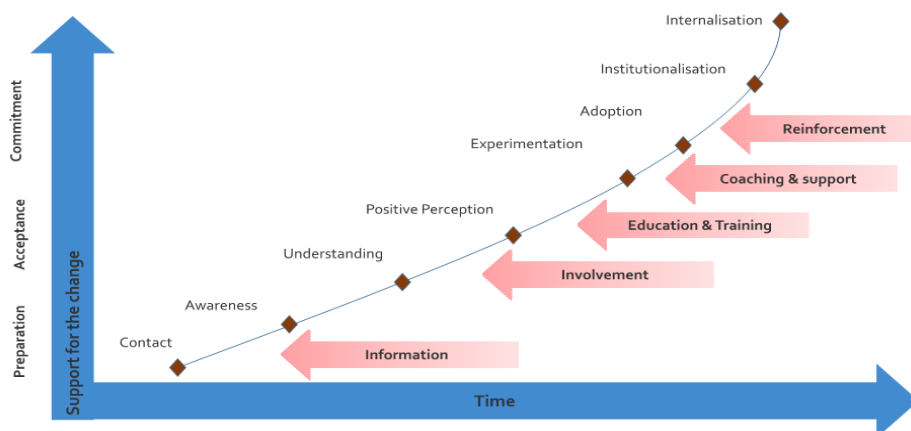 Internalisation
Institutionalisation
Adoption
Reinforcement
Experimentation
Coaching & support
Positive Perception
Education & Training
Understanding
Involvement
Awareness
Contact
Information
Commitment
Acceptance
Preparation
Support for the change
Time